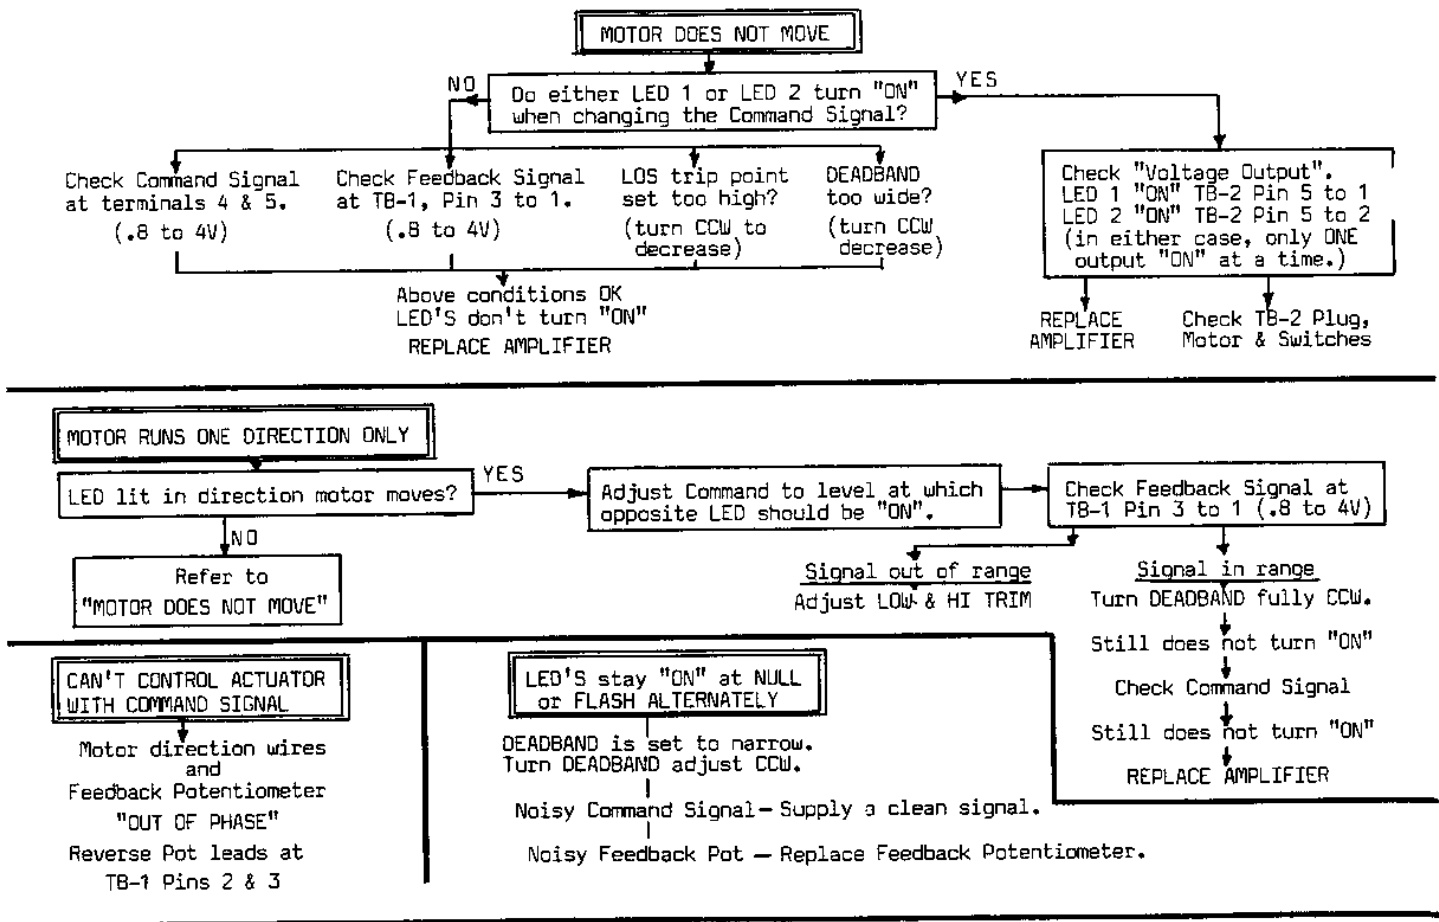 MOTOR DOES NOT MOVE
NO
Do either LED 1 or LED 2 turn "ON"
when changing the Command Signal?
YES
Check Command Signal
at terminals 4 & 5.
(.8 to 4V)
Check Feedback Signal
at TB-1, Pin 3 to 1.
(.8 to 4V)
LOS trip point
set too high?
(turn CCW to
decrease)
DEADBAND
too wide?
(turn CCW
decrease)
Check "Voltage Output".
LED 1 "ON" TB-2 Pin 5 to 1
LED 2 "ON" TB-2 Pin 5 to 2
(in either case, only ONE
output "ON" at a time.)
Above conditions OK
LED'S don't turn "ON"
REPLACE AMPLIFIER
REPLACE
AMPLIFIER
Check TB-2 Plug,
Motor & Switches
MOTOR RUNS ONE DIRECTION ONLY
LED lit in direction motor moves?
YES
NO
Refer to
"MOTOR DOES NOT MOVE"
Adjust Command to level at which
opposite LED should be "ON".
Check Feedback Signal at
TB-1 Pin 3 to 1 (.8 to 4V)
Signal out of range
Adjust LOW & HI TRIM
Signal in range
Turn DEADBAND fully CCW.
Still does not turn "ON"
Check Command Signal
Still does not turn "ON"
REPLACE AMPLIFIER
CAN'T CONTROL ACTUATOR
WITH COMMAND SIGNAL
Motor direction wires
and
Feedback Potentiometer
"OUT OF PHASE"
Reverse Pot leads at
TB-1 Pins 2 & 3
LED'S stay "ON" at NULL
or FLASH ALTERNATELY
DEADBAND is set to narrow.
Turn DEADBAND adjust CCW.
Noisy Command Signal — Supply a clean signal.
Noisy Feedback Pot — Replace Feedback Potentiometer.